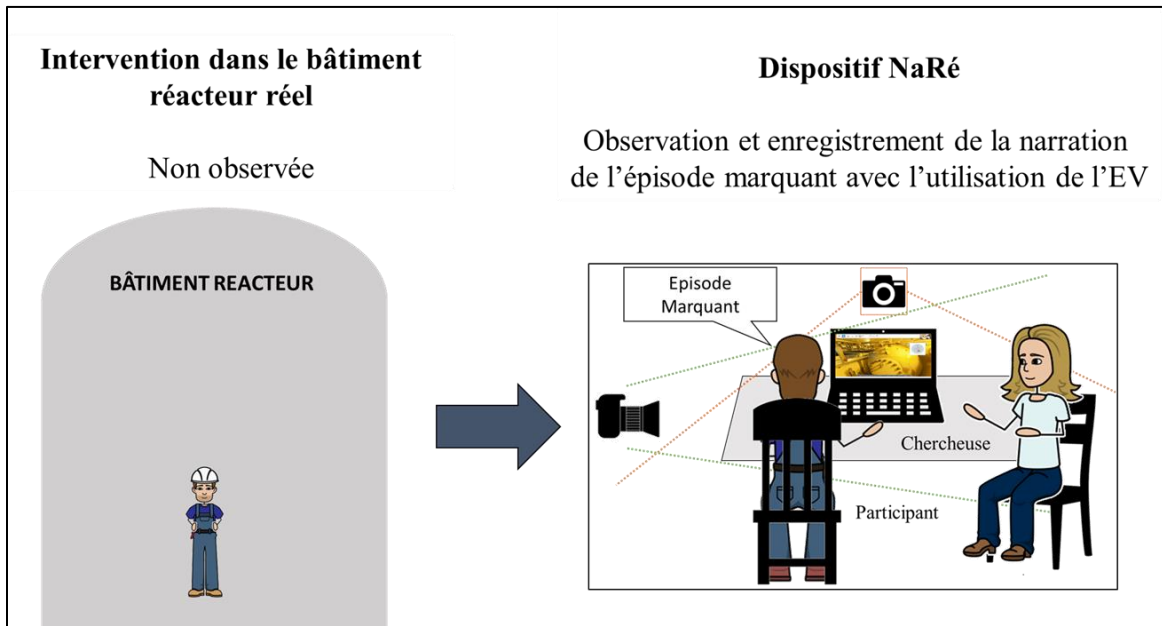 Intervention dans le bâtiment
réacteur réel
Non observée
BÂTIMENT REACTEUR
Dispositif NaRé
Observation et enregistrement de la narration
de l'épisode marquant avec l'utilisation de l'EV
Episode
Marquant
Chercheuse
Participant